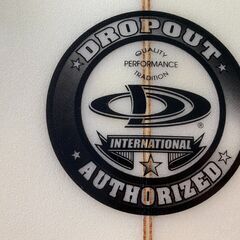 DROPOUT
QUALITY
PERFORMANCE
TRADITION
D
®
INTERNATIONAL
AUTHORIZED